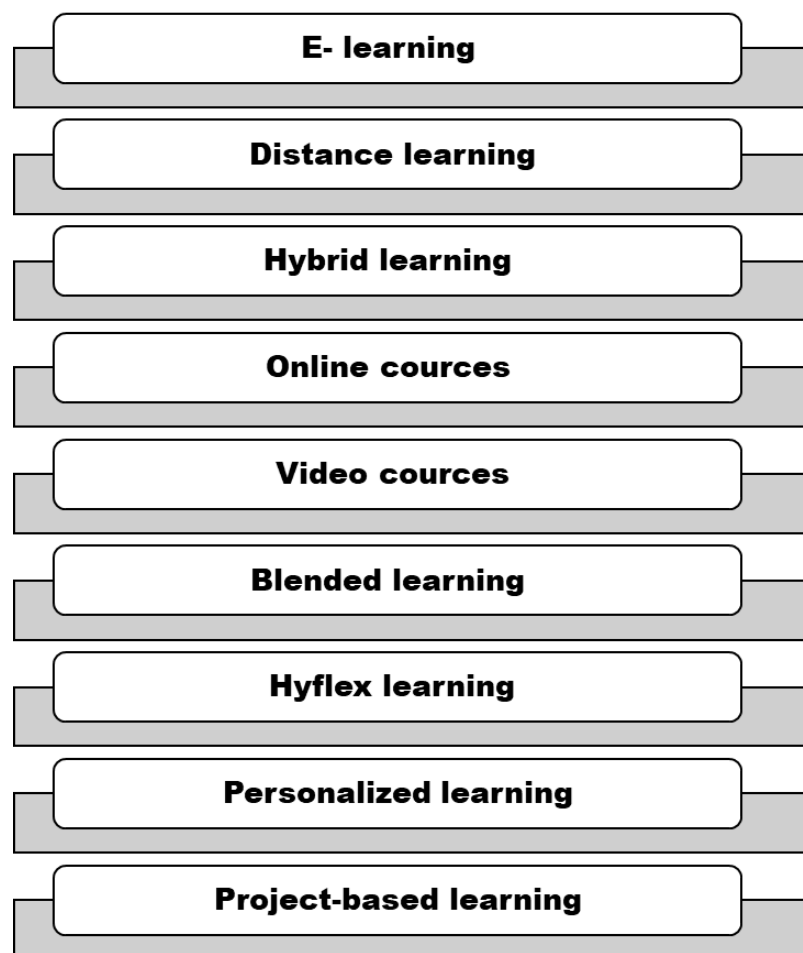 E- learning
Distance learning
Hybrid learning
Online cources
Video cources
Blended learning
Hyflex learning
Personalized learning
Project-based learning